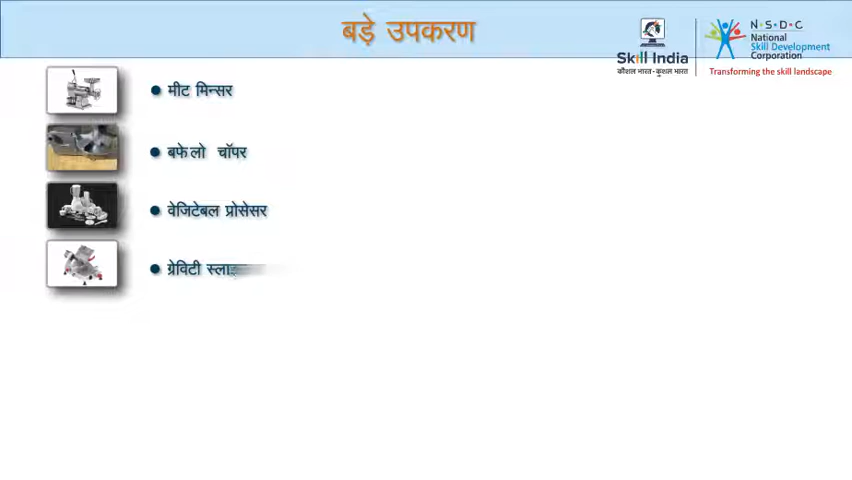 बड़े उपकरण
Skill India
कौशल भारत-कुशल भारत
N·S·D·C
National
Skill Development
Corporation
Transforming the skill landscape
● मीट मिन्सर
● बफेलो चॉपर
● वेजिटेबल प्रोसेसर
● ग्रेविटी